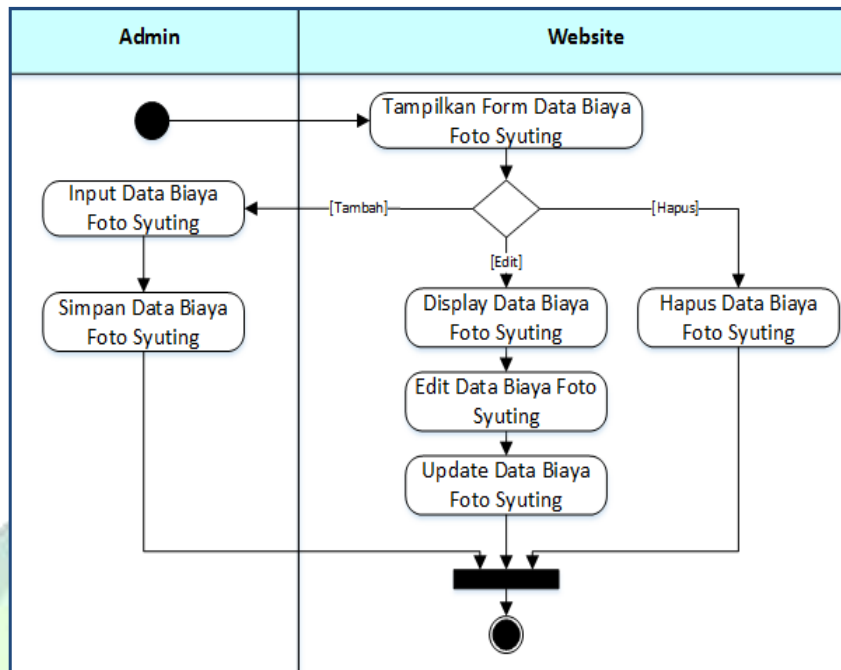 Admin
Website
Tampilkan Form Data Biaya
Foto Syuting
Input Data Biaya
Foto Syuting
[Tambah]
[Hapus]
[Edit]
Simpan Data Biaya
Foto Syuting
Display Data Biaya
Foto Syuting
Hapus Data Biaya
Foto Syuting
Edit Data Biaya Foto
Syuting
Update Data Biaya
Foto Syuting